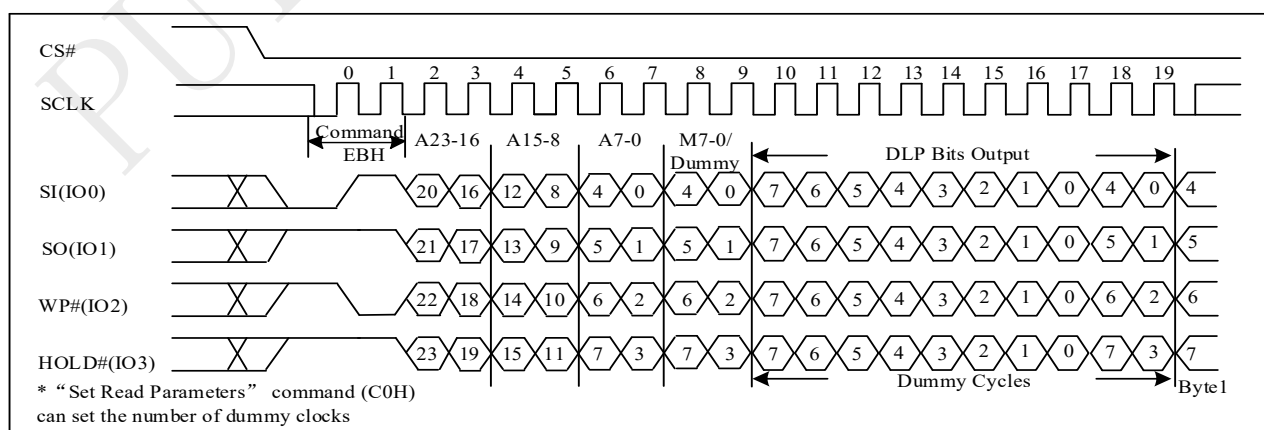 PU
CS#
0 1 2 3 4 5 6 7 8 9 10 11 12 13 14 15 16 17 18 19
SCLK
Command A23-16 A15-8 A7-0 M7-0/
EBH Dummy DLP Bits Output
SI(IO0) 20 16 12 8 4 0 4 0 7 6 5 4 3 2 1 0 4 0 4
SO(IO1) 21 17 13 9 5 1 5 1 7 6 5 4 3 2 1 0 5 1 5
WP#(IO2) 22 18 14 10 6 2 6 2 7 6 5 4 3 2 1 0 6 2 6
HOLD#(IO3) 23 19 15 11 7 3 7 3 7 6 5 4 3 2 1 0 7 3 7
Dummy Cycles Byte1
* “Set Read Parameters” command (C0H)
can set the number of dummy clocks